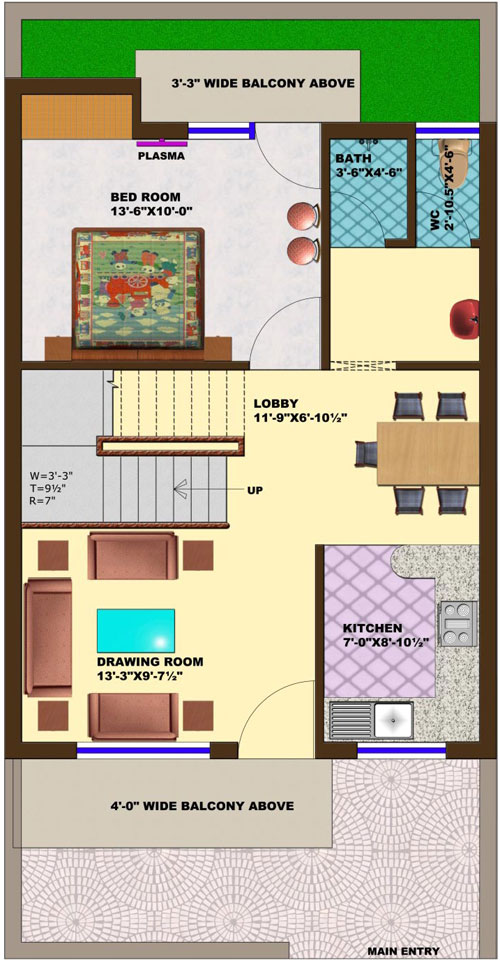 3'-3" WIDE BALCONY ABOVE
PLASMA
BATH
3'-6"X4'-6"
WC
2'-10.5"X4'-6"
BED ROOM
13'-6"X10'-0"
LOBBY
11'-9"X6'-10½"
W=3'-3"
T=9½"
R=7"
UP
KITCHEN
7'-0"X8'-10½"
DRAWING ROOM
13'-3"X9'-7½"
4'-0" WIDE BALCONY ABOVE
MAIN ENTRY